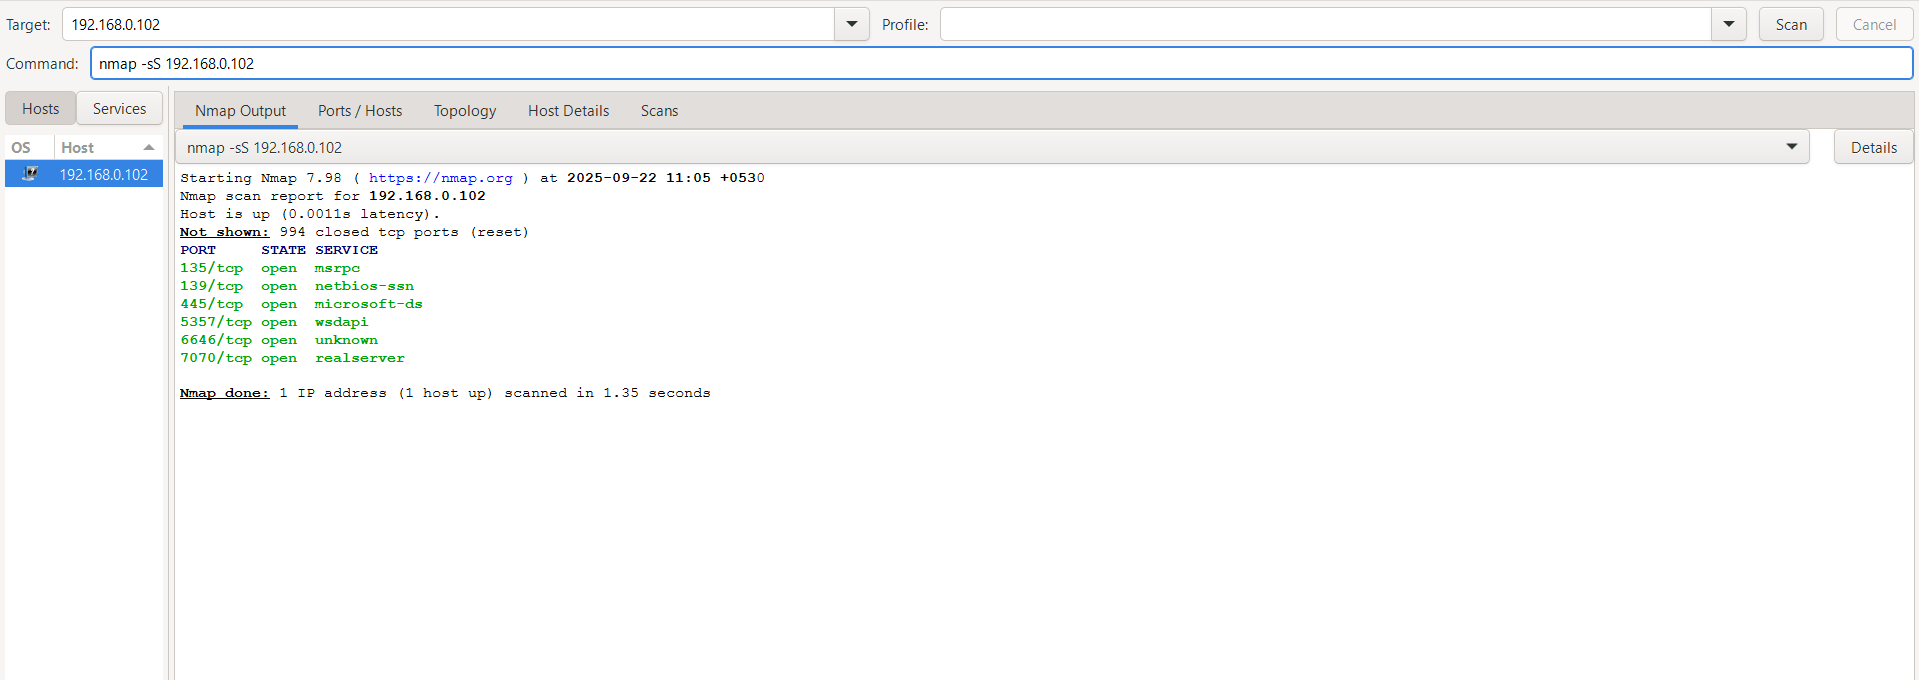 Target: 192.168.0.102 Profile: Scan Cancel
Command: nmap -sS 192.168.0.102
Hosts Services
OS Host
192.168.0.102
Nmap Output Ports / Hosts Topology Host Details Scans
nmap -sS 192.168.0.102 Details
Starting Nmap 7.98 ( https://nmap.org ) at 2025-09-22 11:05 +0530
Nmap scan report for 192.168.0.102
Host is up (0.0011s latency).
Not shown: 994 closed tcp ports (reset)
PORT STATE SERVICE
135/tcp open msrpc
139/tcp open netbios-ssn
445/tcp open microsoft-ds
5357/tcp open wsdapi
6646/tcp open unknown
7070/tcp open realserver
Nmap done: 1 IP address (1 host up) scanned in 1.35 seconds